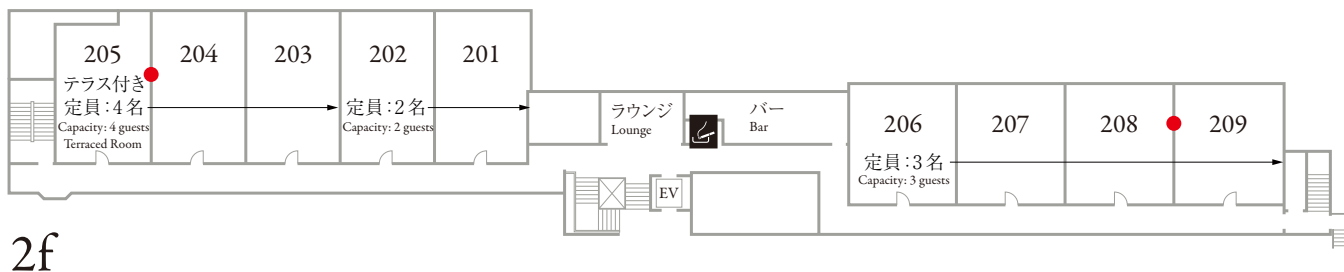 205
204
203
202
201
テラス付き
定員:4名
Capacity: 4 guests
Terraced Room
定員:2名
Capacity: 2 guests
ラウンジ
Lounge
バー
Bar
EV
206
207
208
209
定員:3名
Capacity: 3 guests
2f